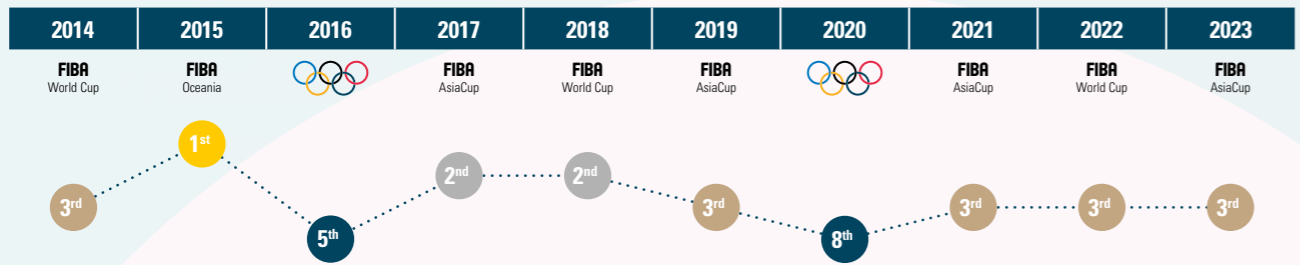 2014 2015 2016 2017 2018 2019 2020 2021 2022 2023
FIBA FIBA FIBA FIBA FIBA FIBA FIBA FIBA
World Cup Oceania AsiaCup World Cup AsiaCup AsiaCup World Cup AsiaCup
3rd 1st 5th 2nd 2nd 3rd 8th 3rd 3rd 3rd